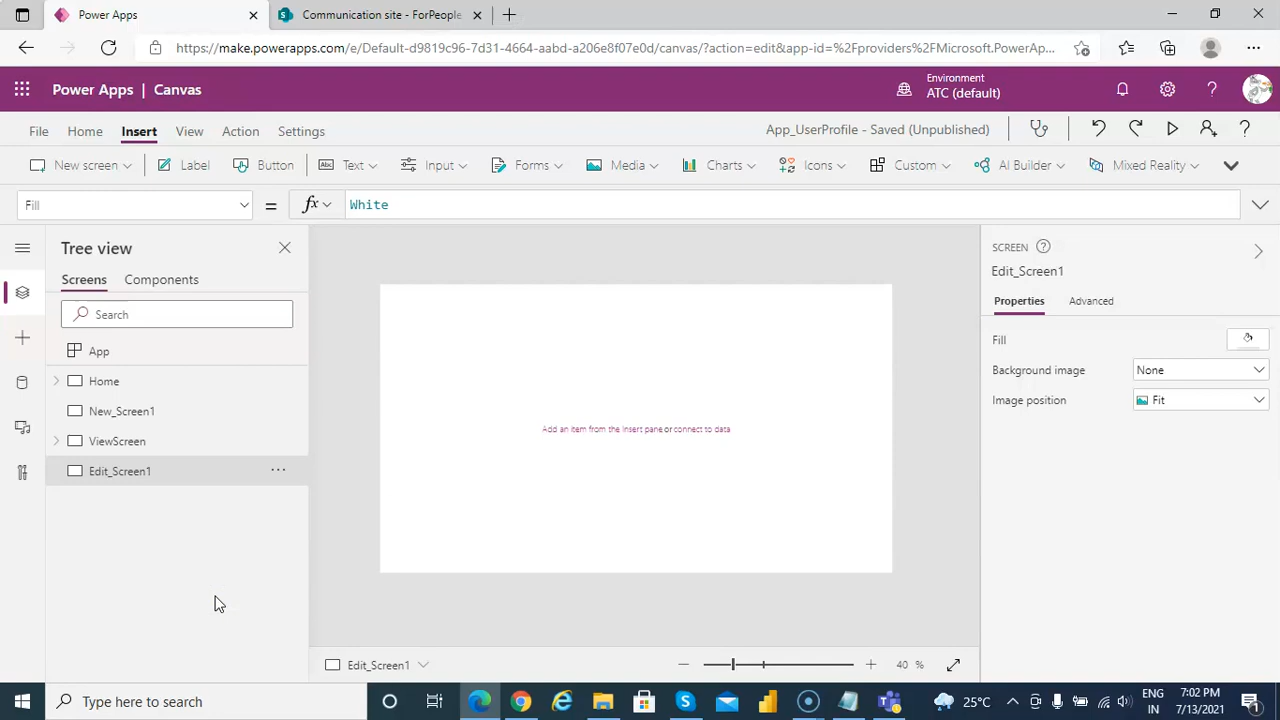 Power Apps
Communication site - ForPeople
https://make.powerapps.com/e/Default-d9819c96-7d31-4664-aabd-a206e8f07e0d/canvas/?action=edit&app-id=%2Fproviders%2FMicrosoft.PowerAp...
Power Apps | Canvas
Environment
ATC (default)
File Home Insert View Action Settings
App_UserProfile - Saved (Unpublished)
New screen Label Button Text Input Forms Media Charts Icons Custom AI Builder Mixed Reality
Fill = fx White
Tree view
Screens Components
Search
App
Home
New_Screen1
ViewScreen
Edit_Screen1
Add an item from the Insert pane or connect to data
SCREEN
Edit_Screen1
Properties Advanced
Fill
Background image None
Image position Fit
Edit_Screen1
40 %
Type here to search
25°C
ENG
IN
7:02 PM
7/13/2021